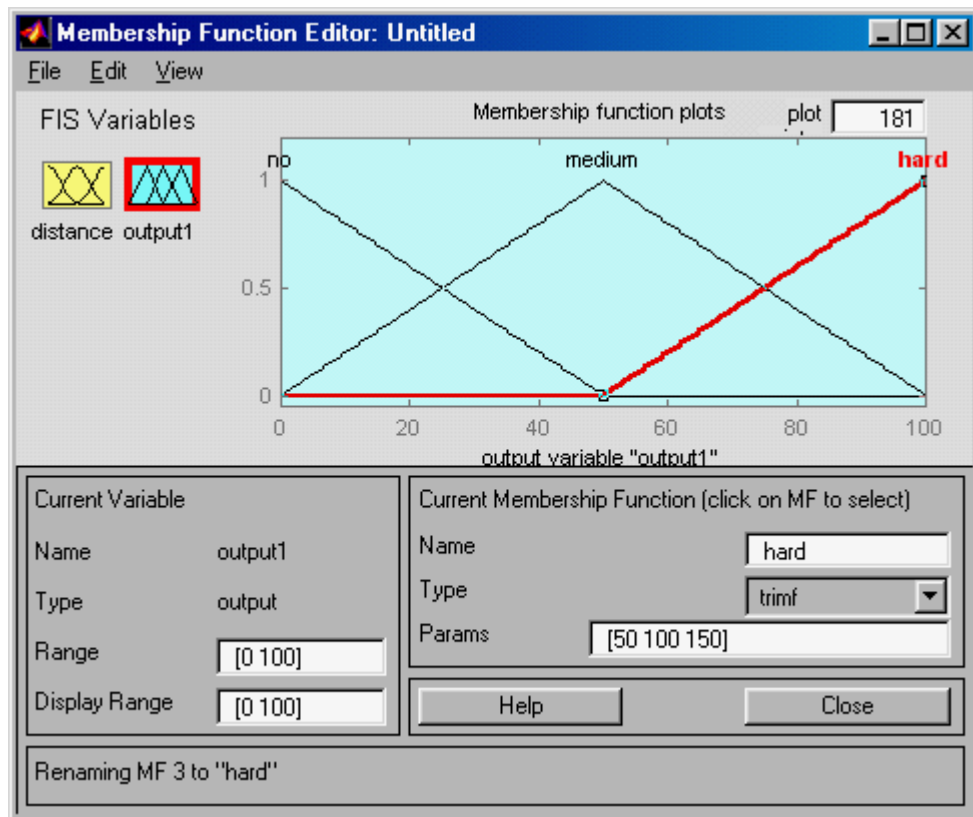 Membership Function Editor: Untitled
File Edit View
FIS Variables
Membership function plots
plot
181
no
medium
hard
1
0.5
0
distance output1
0 20 40 60 80 100
output variable "output1"
Current Variable
Name output1
Type output
Range [0 100]
Display Range [0 100]
Current Membership Function (click on MF to select)
Name hard
Type trimf
Params [50 100 150]
Help
Close
Renaming MF 3 to "hard"